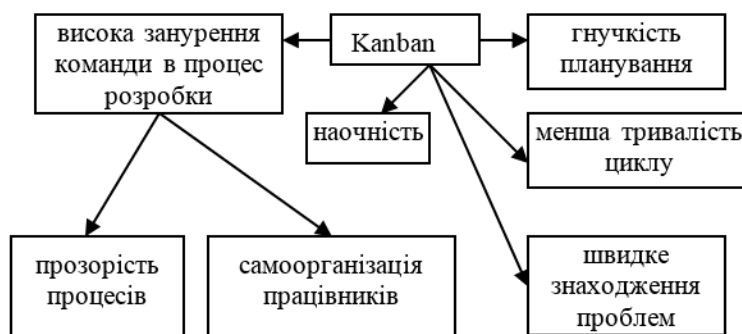 висока занурення
команди в процес
розробки
Kanban
гнучкість
планування
наочність
менша тривалість
циклу
прозорість
процесів
самоорганізація
працівників
швидке
знаходження
проблем